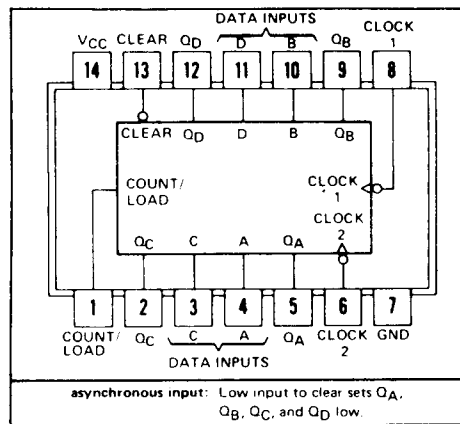 DATA INPUTS
CLOCK
VCC CLEAR QD D B QB 1
14 13 12 11 10 9 8
CLEAR QD D B QB
COUNT/
LOAD
CLOCK
1
CLOCK
2
QC C A QA
1 2 3 4 5 6 7
COUNT/
LOAD
QC C A QA CLOCK
2
GND
DATA INPUTS
asynchronous input: Low input to clear sets QA,
QB, QC, and QD low.